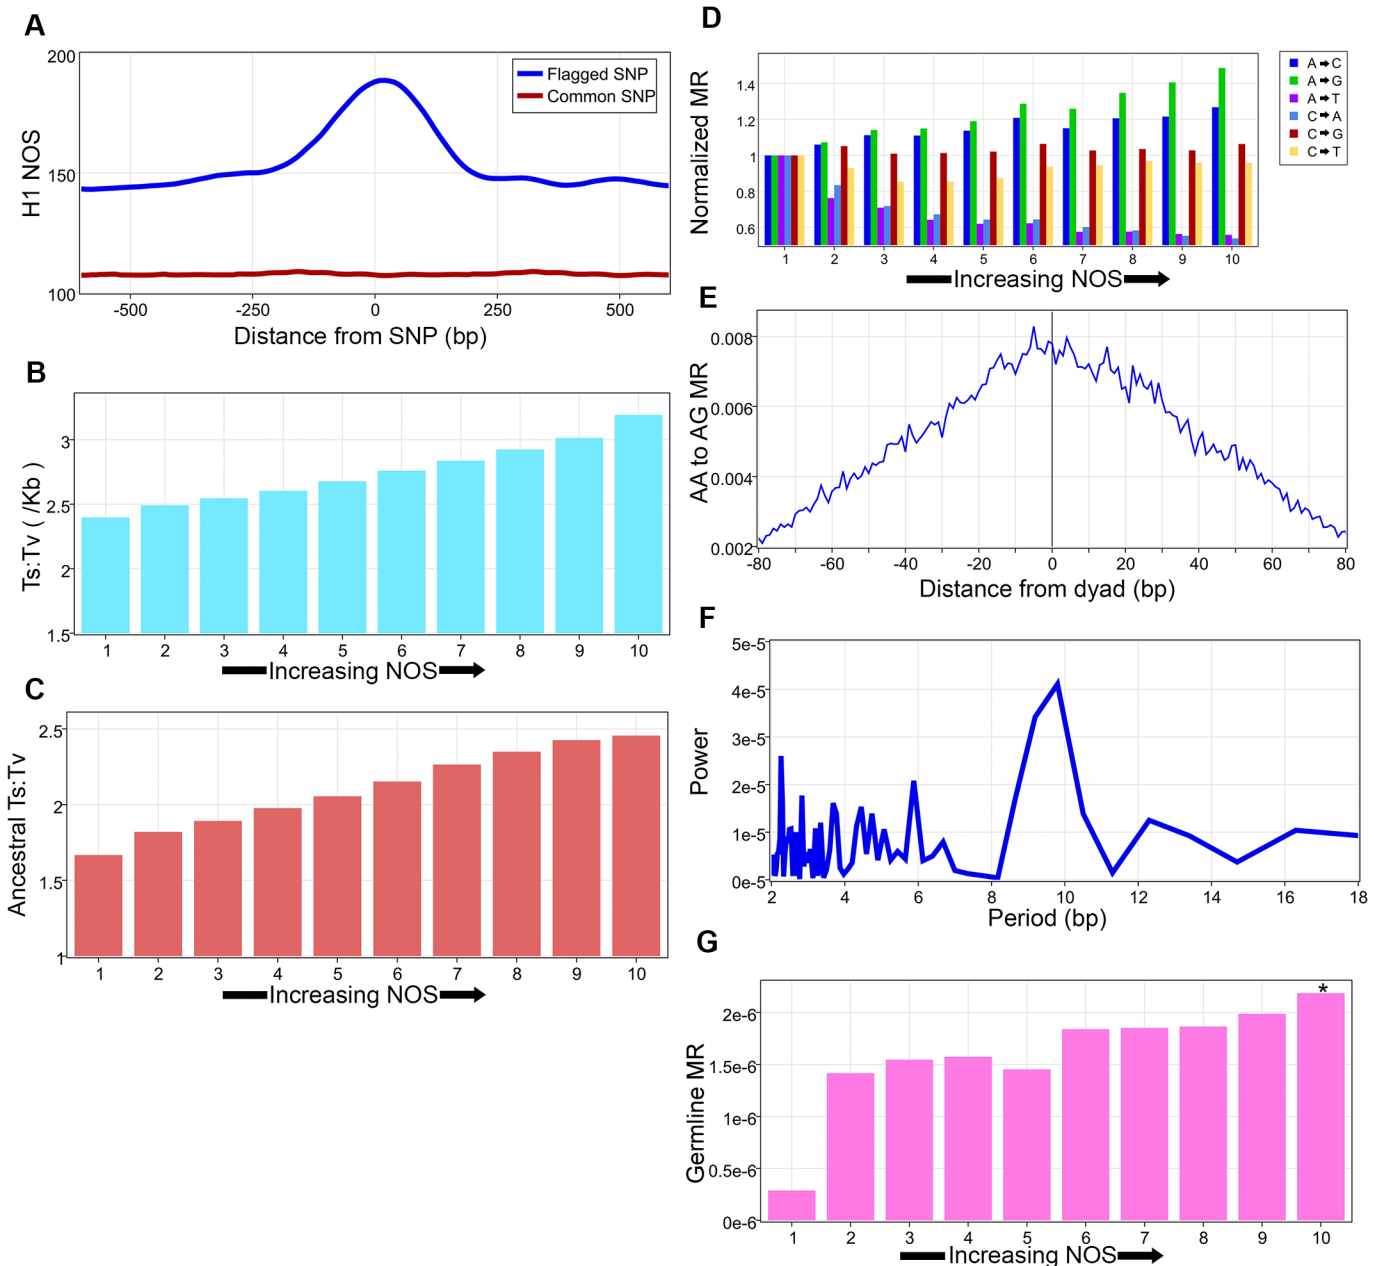 A
200
150
100
H1 NOS
Flagged SNP
Common SNP
-500 -250 0 250 500
Distance from SNP (bp)
B
3
2.5
2
1.5
Ts:Tv ( /Kb )
1 2 3 4 5 6 7 8 9 10
Increasing NOS
C
2.5
2
1.5
1
Ancestral Ts:Tv
1 2 3 4 5 6 7 8 9 10
Increasing NOS
D
1.4
1.2
1
0.8
0.6
Normalized MR
1 2 3 4 5 6 7 8 9 10
Increasing NOS
A➡C
A➡G
A➡T
C➡A
C➡G
C➡T
E
0.008
0.006
0.004
0.002
AA to AG MR
-80 -60 -40 -20 0 20 40 60 80
Distance from dyad (bp)
F
5e-5
4e-5
3e-5
2e-5
1e-5
0e-5
Power
2 4 6 8 10 12 14 16 18
Period (bp)
G
2e-6
1.5e-6
1e-6
0.5e-6
0e-6
Germline MR
*
1 2 3 4 5 6 7 8 9 10
Increasing NOS